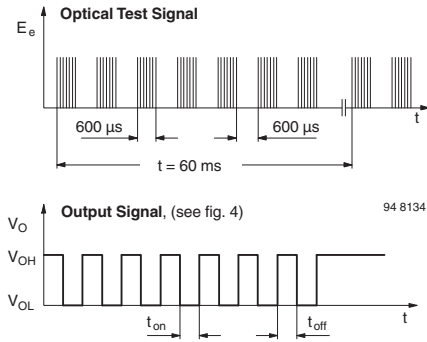 Optical Test Signal
Ee
t
600 µs
600 µs
t = 60 ms
Output Signal, (see fig. 4)
94 8134
VO
VOH
VOL
ton
toff
t